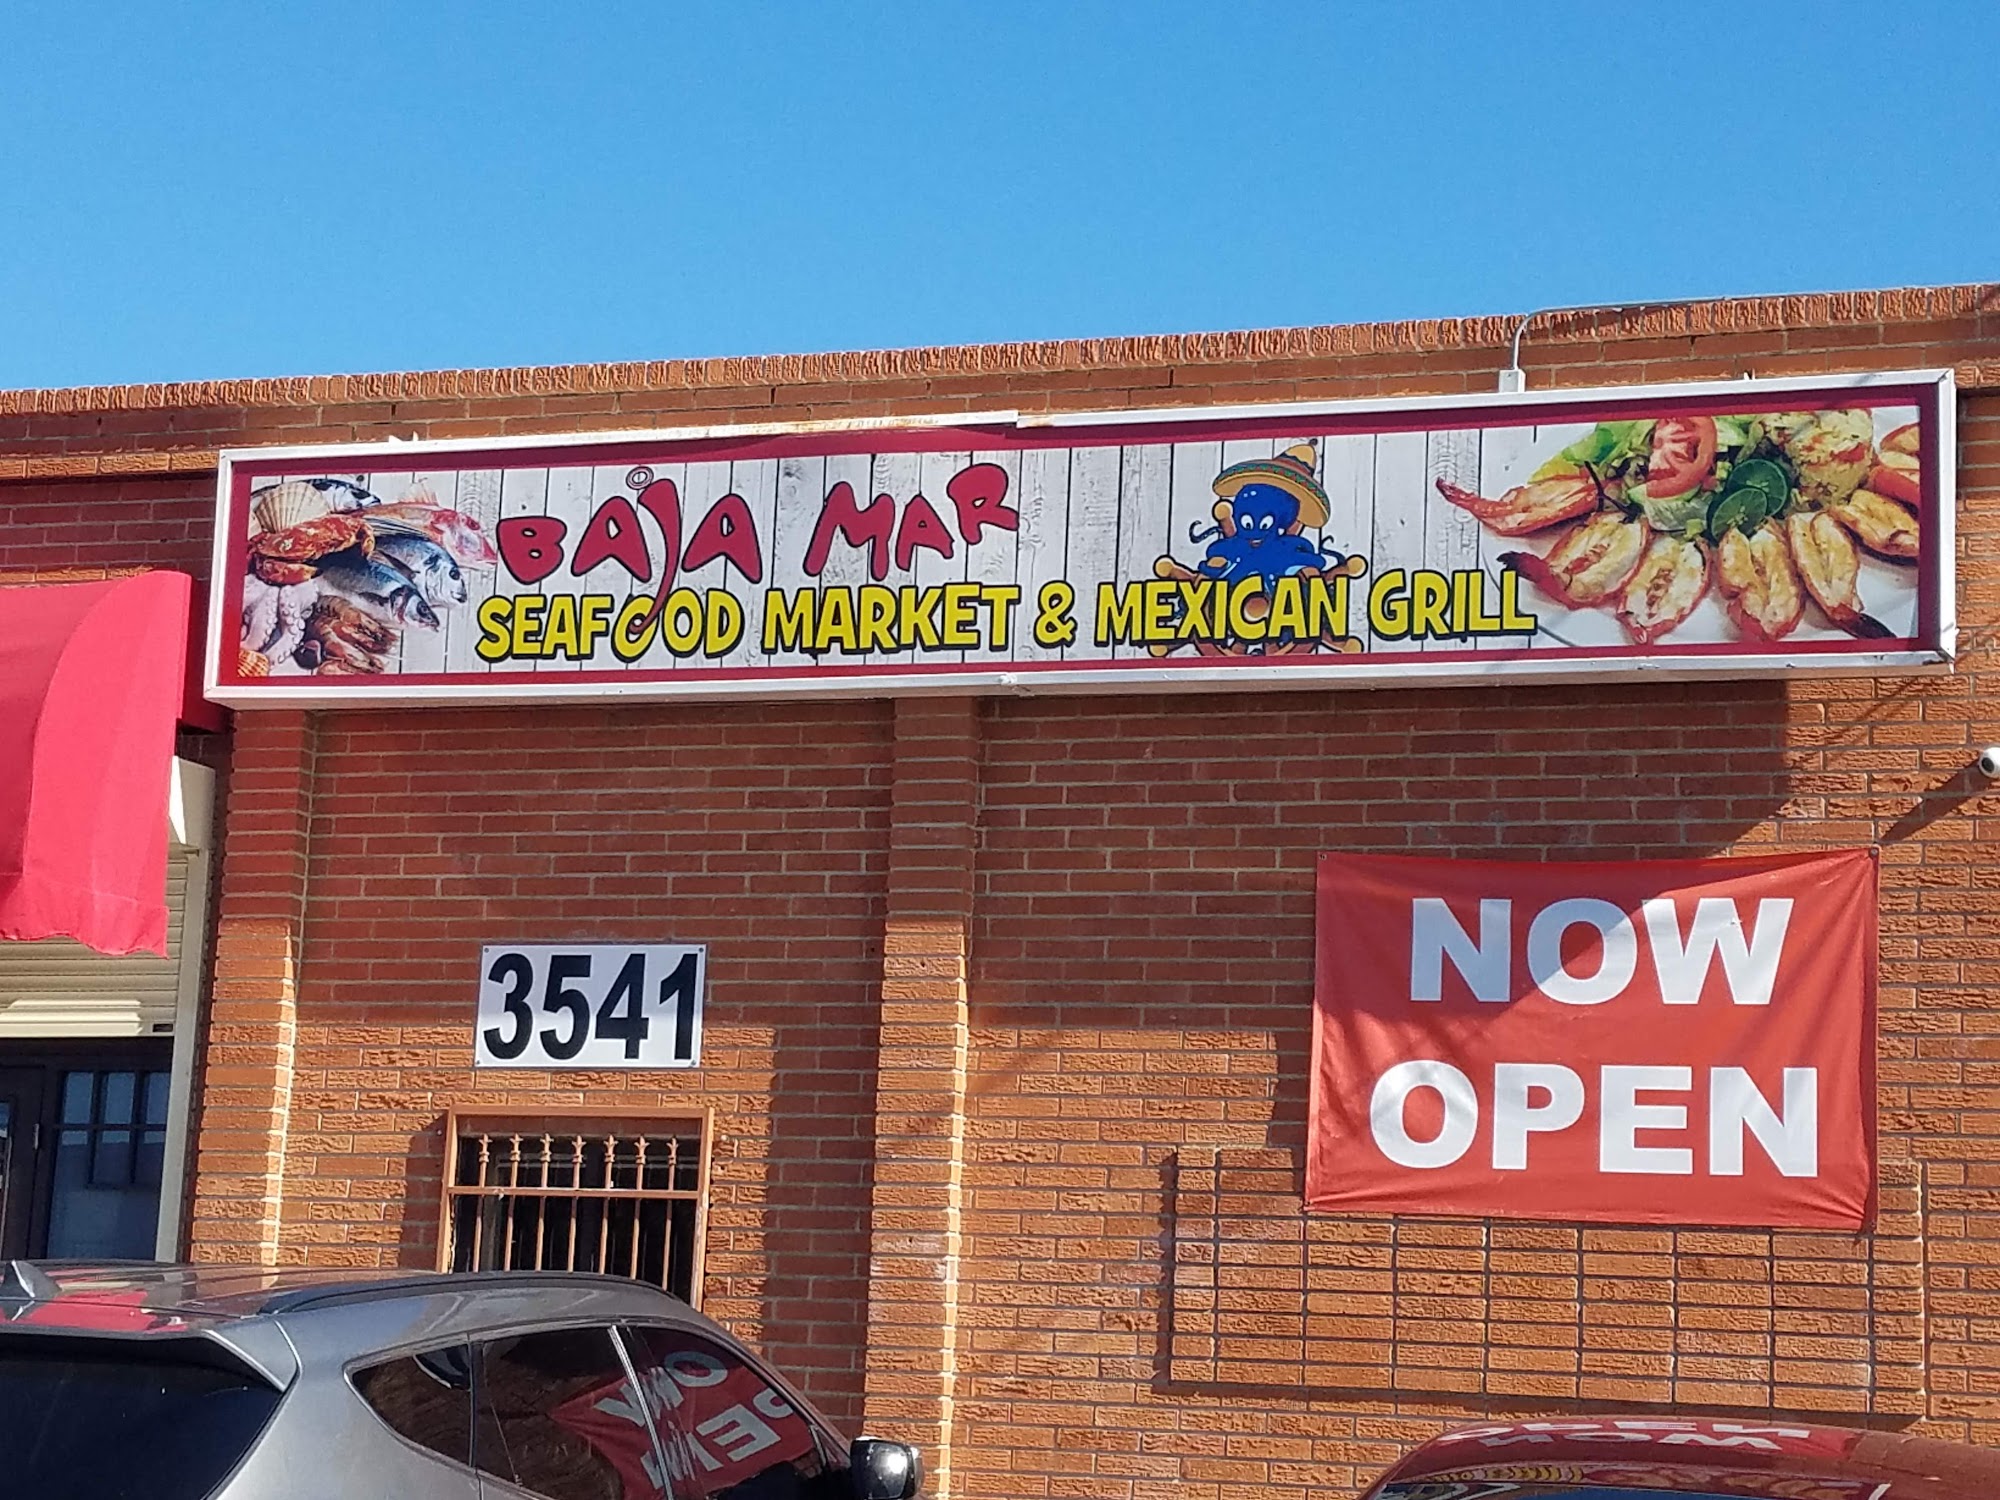 BAJA MAR
SEAFOOD MARKET & MEXICAN GRILL
3541
NOW
OPEN